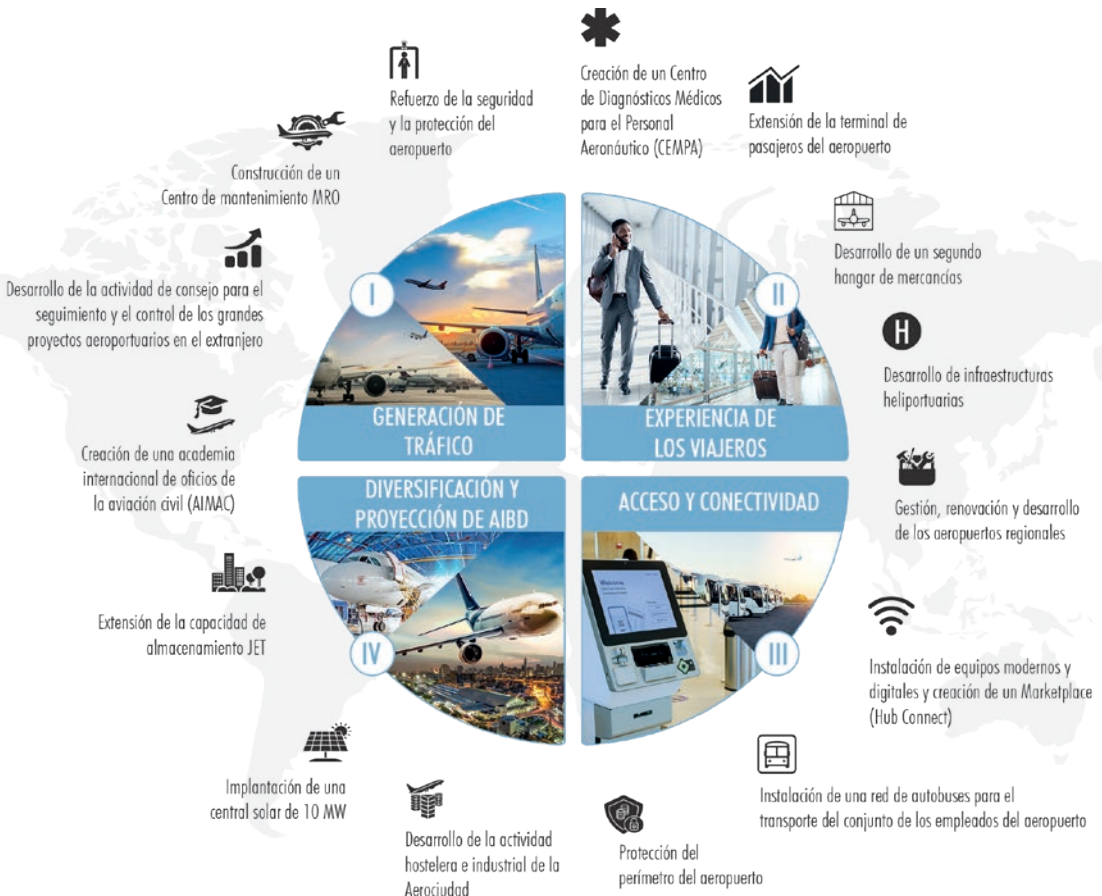 Refuerzo de la seguridad
y la protección del
aeropuerto
Creación de un Centro
de Diagnósticos Médicos
para el Personal
Aeronáutico (CEMPA)
Extensión de la terminal de
pasajeros del aeropuerto
Construcción de un
Centro de mantenimiento MRO
Desarrollo de un segundo
hangar de mercancías
Desarrollo de la actividad de consejo para el
seguimiento y el control de los grandes
proyectos aeroportuarios en el extranjero
H
Desarrollo de infraestructuras
heliportuarias
Creación de una academia
internacional de oficios de
la aviación civil (AIMAC)
Gestión, renovación y desarrollo
de los aeropuertos regionales
I
GENERACIÓN DE
TRÁFICO
II
EXPERIENCIA DE
LOS VIAJEROS
DIVERSIFICACIÓN Y
PROYECCIÓN DE AIBD
IV
ACCESO Y CONECTIVIDAD
III
Extensión de la capacidad de
almacenamiento JET
Instalación de equipos modernos y
digitales y creación de un Marketplace
(Hub Connect)
Implantación de una
central solar de 10 MW
Instalación de una red de autobuses para el
transporte del conjunto de los empleados del aeropuerto
Desarrollo de la actividad
hostelera e industrial de la
Aerociudad
Protección del
perímetro del aeropuerto